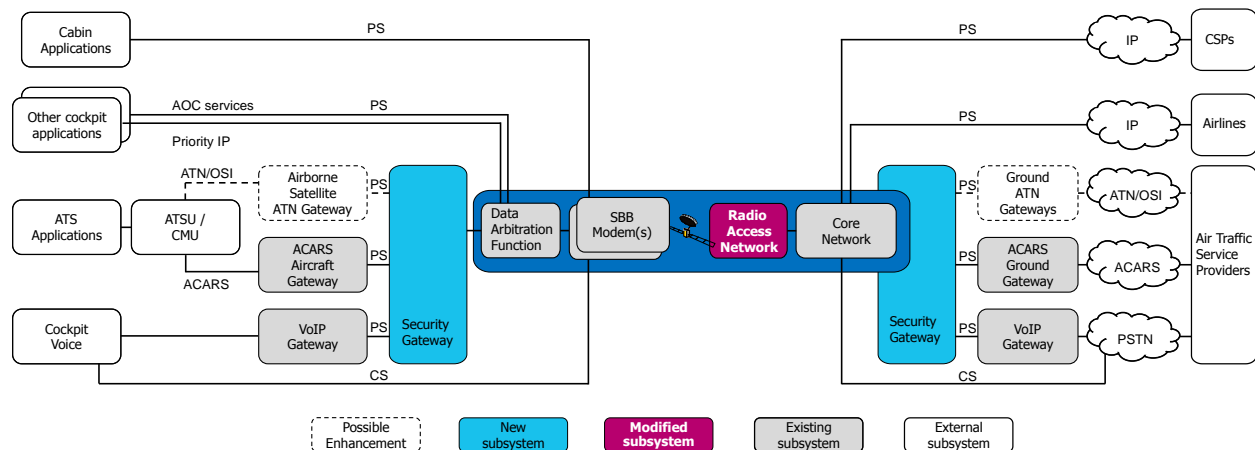 Cabin
Applications
PS
PS
IP
CSPs
Other cockpit
applications
AOC services
PS
Priority IP
PS
IP
Airlines
ATN/OSI
Airborne
Satellite
ATN Gateway
PS
ATS
Applications
ATSU /
CMU
ACARS
ACARS
Aircraft
Gateway
PS
Cockpit
Voice
VoIP
Gateway
PS
Security
Gateway
CS
Data
Arbitration
Function
SBB
Modem(s)
Radio
Access
Network
Core
Network
Security
Gateway
PS
Ground
ATN
Gateways
ATN/OSI
PS
ACARS
Ground
Gateway
ACARS
PS
VoIP
Gateway
PSTN
CS
Air Traffic
Service
Providers
Possible
Enhancement
New
subsystem
Modified
subsystem
Existing
subsystem
External
subsystem